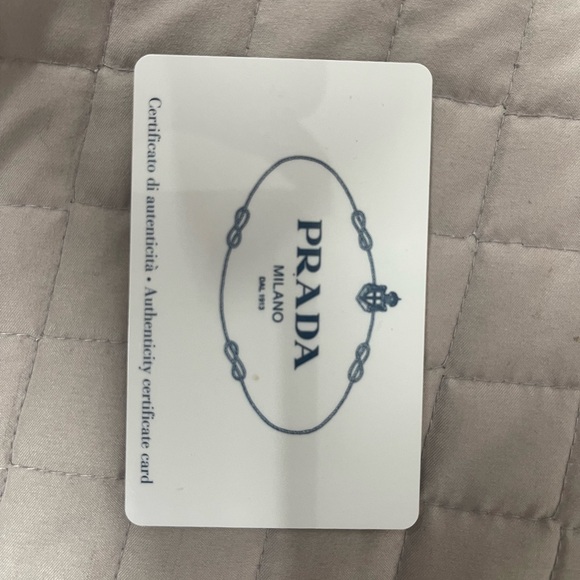 PRADA
MILANO
DAL 1913
Certificato di autenticità • Authenticity certificate card